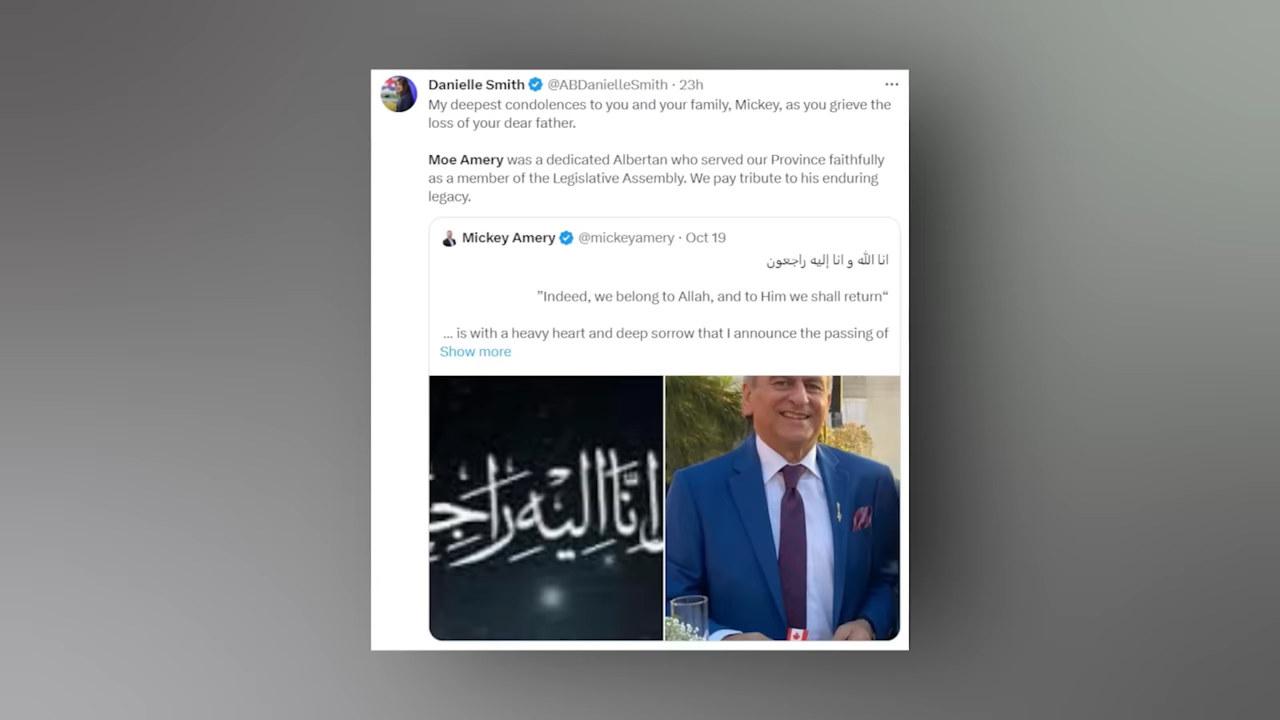 Danielle Smith @ABDanielleSmith · 23h
My deepest condolences to you and your family, Mickey, as you grieve the
loss of your dear father.
Moe Amery was a dedicated Albertan who served our Province faithfully
as a member of the Legislative Assembly. We pay tribute to his enduring
legacy.
Mickey Amery @mickeyamery · Oct 19
انا الله و انا إليه راجعون
”Indeed, we belong to Allah, and to Him we shall return“
... is with a heavy heart and deep sorrow that I announce the passing of
Show more
انا اليه راجـ